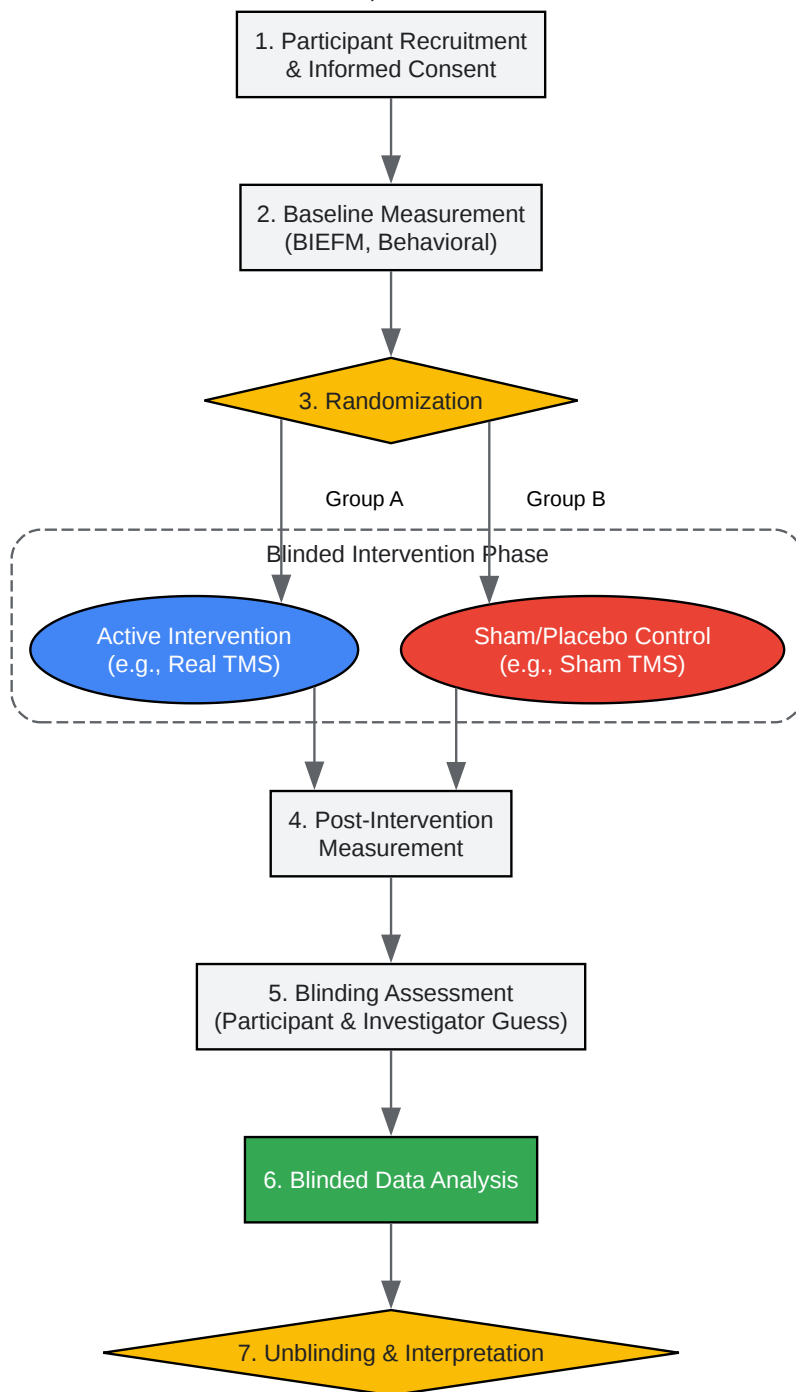 1. Participant Recruitment
& Informed Consent
2. Baseline Measurement
(BIEFM, Behavioral)
3. Randomization
Group A
Group B
Blinded Intervention Phase
Active Intervention
(e.g., Real TMS)
Sham/Placebo Control
(e.g., Sham TMS)
4. Post-Intervention
Measurement
5. Blinding Assessment
(Participant & Investigator Guess)
6. Blinded Data Analysis
7. Unblinding & Interpretation